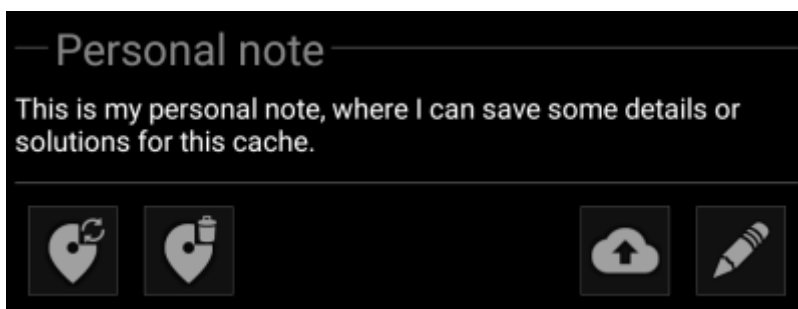 Personal note
This is my personal note, where I can save some details or
solutions for this cache.